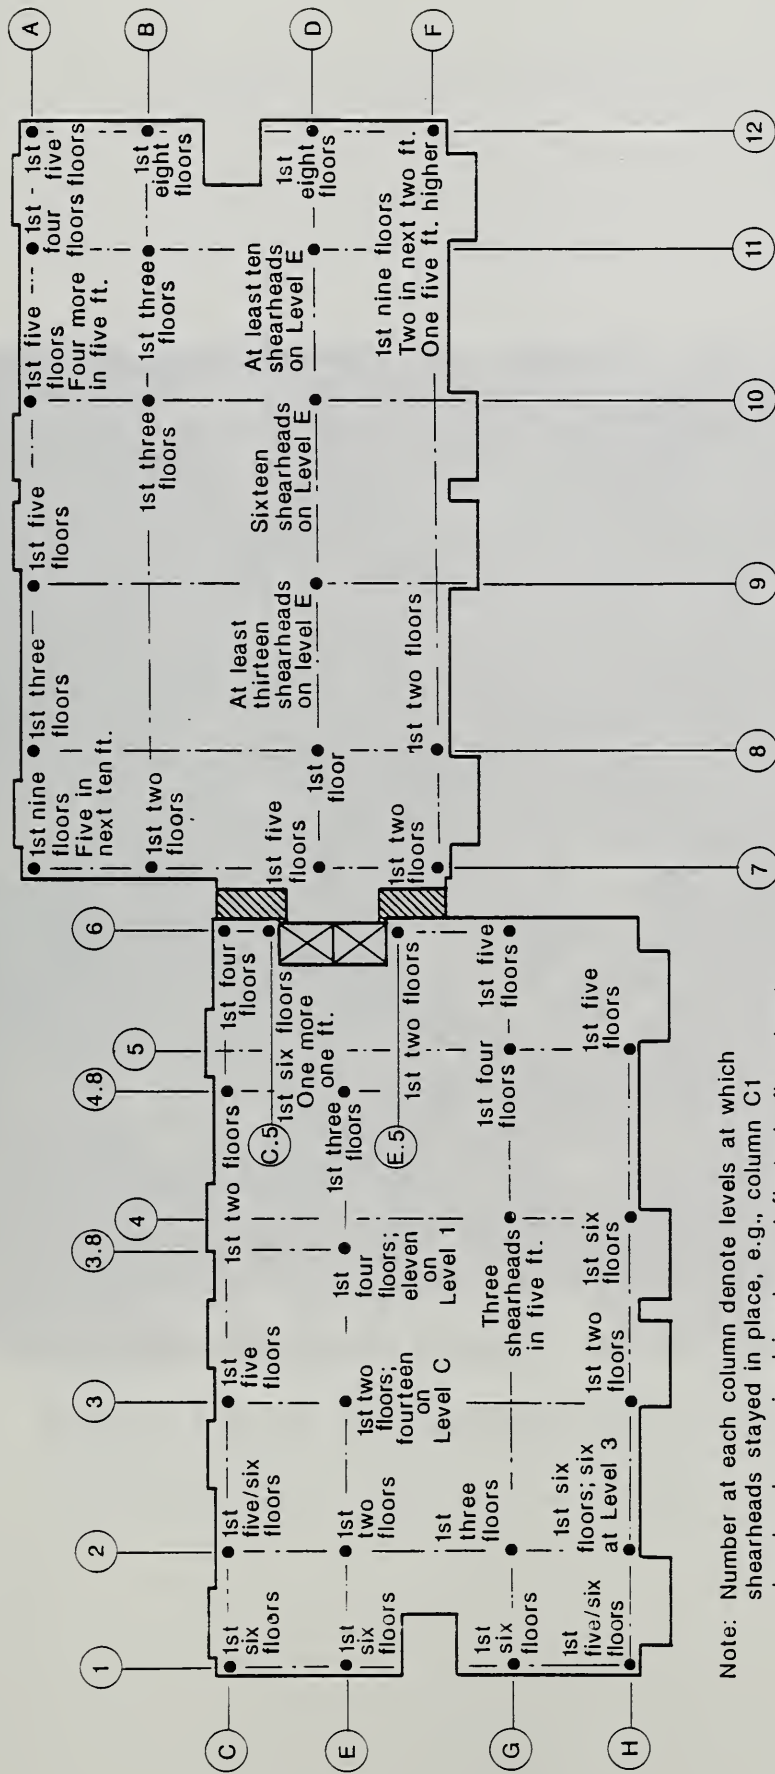 A
B
D
F
1st nine
floors
Five in
next ten ft.
1st three
floors
1st five
floors
1st five
floors
Four more
in five ft.
1st
four
floors
1st
five
floors
1st two
floors
1st three
floors
1st three
floors
1st
eight
floors
1st five
floors
1st
floor
At least
thirteen
shearheads
on level E
Sixteen
shearheads
on Level E
At least ten
shearheads
on Level E
1st
eight
floors
1st two
floors
1st two floors
1st nine floors
Two in next two ft.
One five ft. higher
7
8
9
10
11
12
1
2
3
3.8
4
4.8
5
6
C
E
G
H
C.5
E.5
1st
six
floors
1st
five/six
floors
1st
five
floors
1st two floors
1st four
floors
1st six floors
One more
one ft.
1st
six
floors
1st
two
floors
1st two
floors;
fourteen
on
Level C
1st
four
floors;
eleven
on
Level 1
1st three
floors
1st two floors
1st
six
floors
1st
three
floors
Three
shearheads
in five ft.
1st four
floors
1st five
floors
1st
five/six
floors
1st six
floors; six
at Level 3
1st two
floors
1st six
floors
1st five
floors
Note: Number at each column denote levels at which
shearheads stayed in place, e.g., column C1